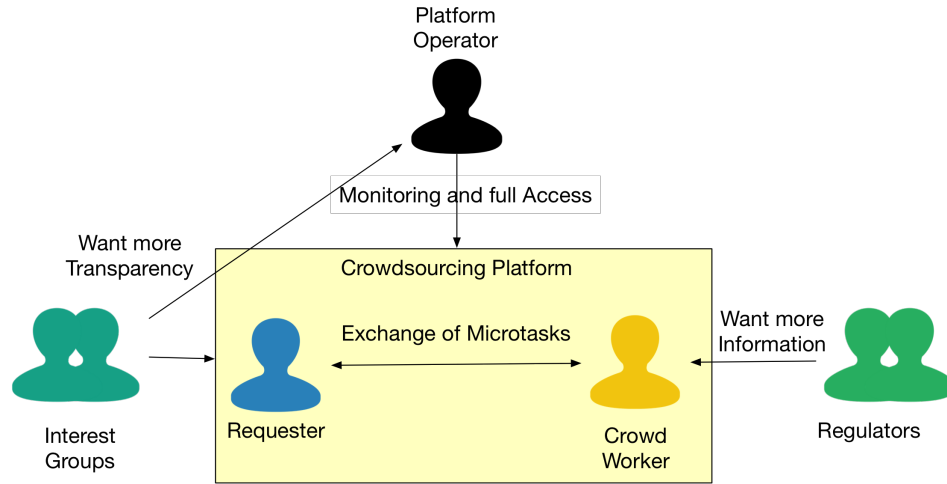 Platform
Operator
Monitoring and full Access
Want more
Transparency
Crowdsourcing Platform
Exchange of Microtasks
Want more
Information
Interest
Groups
Requester
Crowd
Worker
Regulators